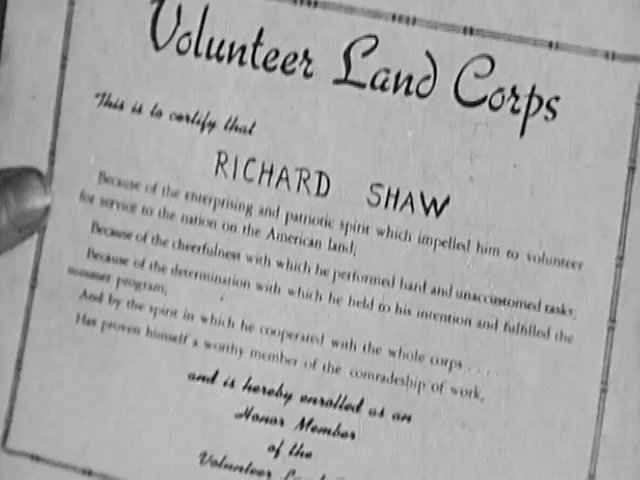 Volunteer Land Corps
This is to certify that
RICHARD SHAW
Because of the enterprising and patriotic spirit which impelled him to volunteer
for service to the nation on the American land;
Because of the cheerfulness with which he performed hard and unaccustomed tasks;
Because of the determination with which he held to his intention and fulfilled the
summer program;
And by the spirit in which he cooperated with the whole corps . . . .
Has proven himself a worthy member of the comradeship of work,
and is hereby enrolled as an
Honor Member
of the
Volunteer Land